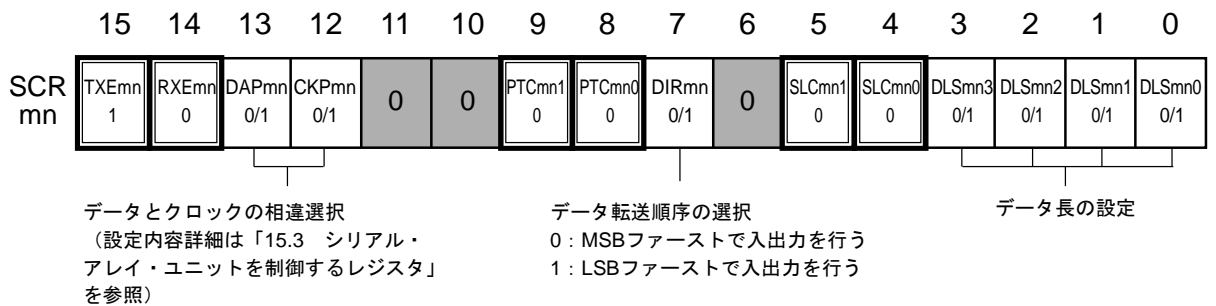 15 14 13 12 11 10 9 8 7 6 5 4 3 2 1 0
SCR
mn
TXEmn RXEmn DAPmn CKPmn 0 0 PTCmn1 PTCmn0 DIRmn 0 SLCmn1 SLCmn0 DLSmn3 DLSmn2 DLSmn1 DLSmn0
1 0 0/1 0/1 0 0 0/1 0 0 0/1 0/1 0/1 0/1
データとクロックの相違選択
（設定内容詳細は「15.3　シリアル・
アレイ・ユニットを制御するレジスタ」
を参照）
データ転送順序の選択
0：MSBファーストで入出力を行う
1：LSBファーストで入出力を行う
データ長の設定